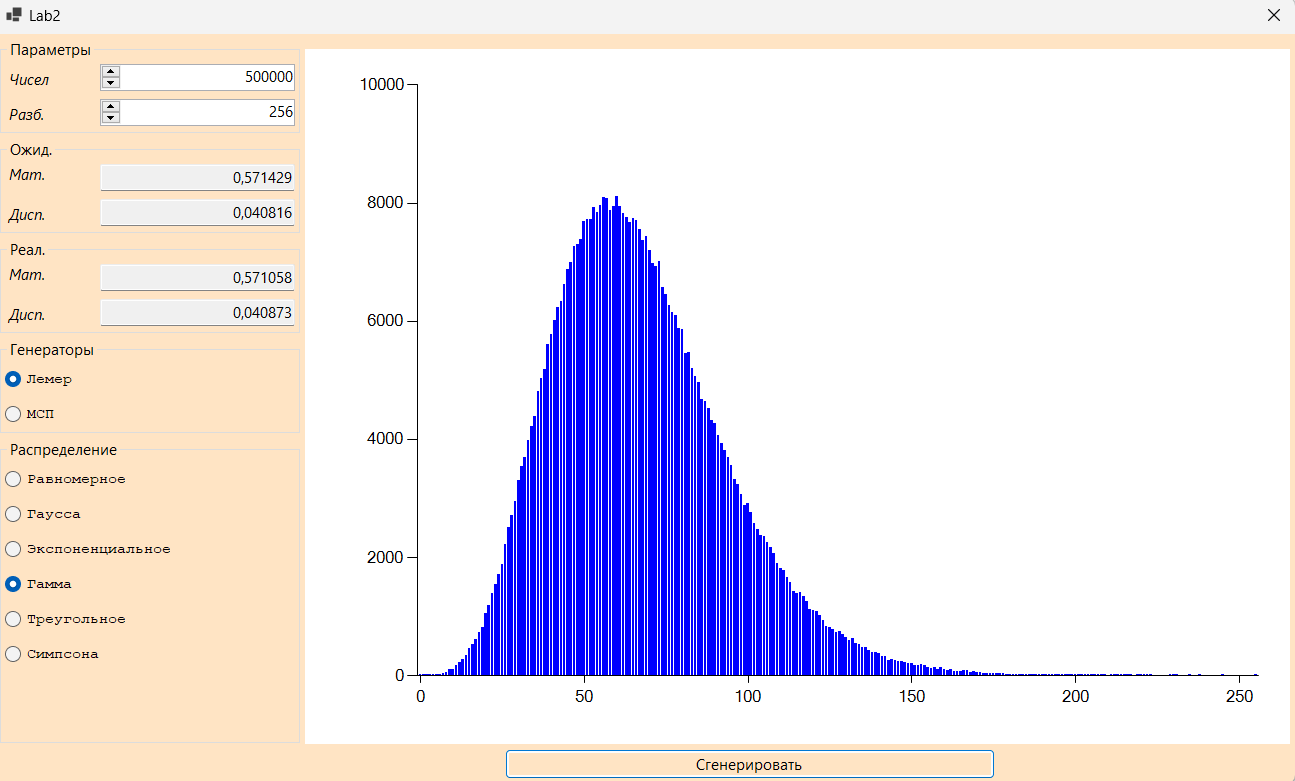 Lab2
Параметры
Чисел 500000
Разб. 256
Ожид.
Мат. 0,571429
Дисп. 0,040816
Реал.
Мат. 0,571058
Дисп. 0,040873
Генераторы
Лемер
МСП
Распределение
Равномерное
Гаусса
Экспоненциальное
Гамма
Треугольное
Симпсона
10000
8000
6000
4000
2000
0
0 50 100 150 200 250
Сгенерировать